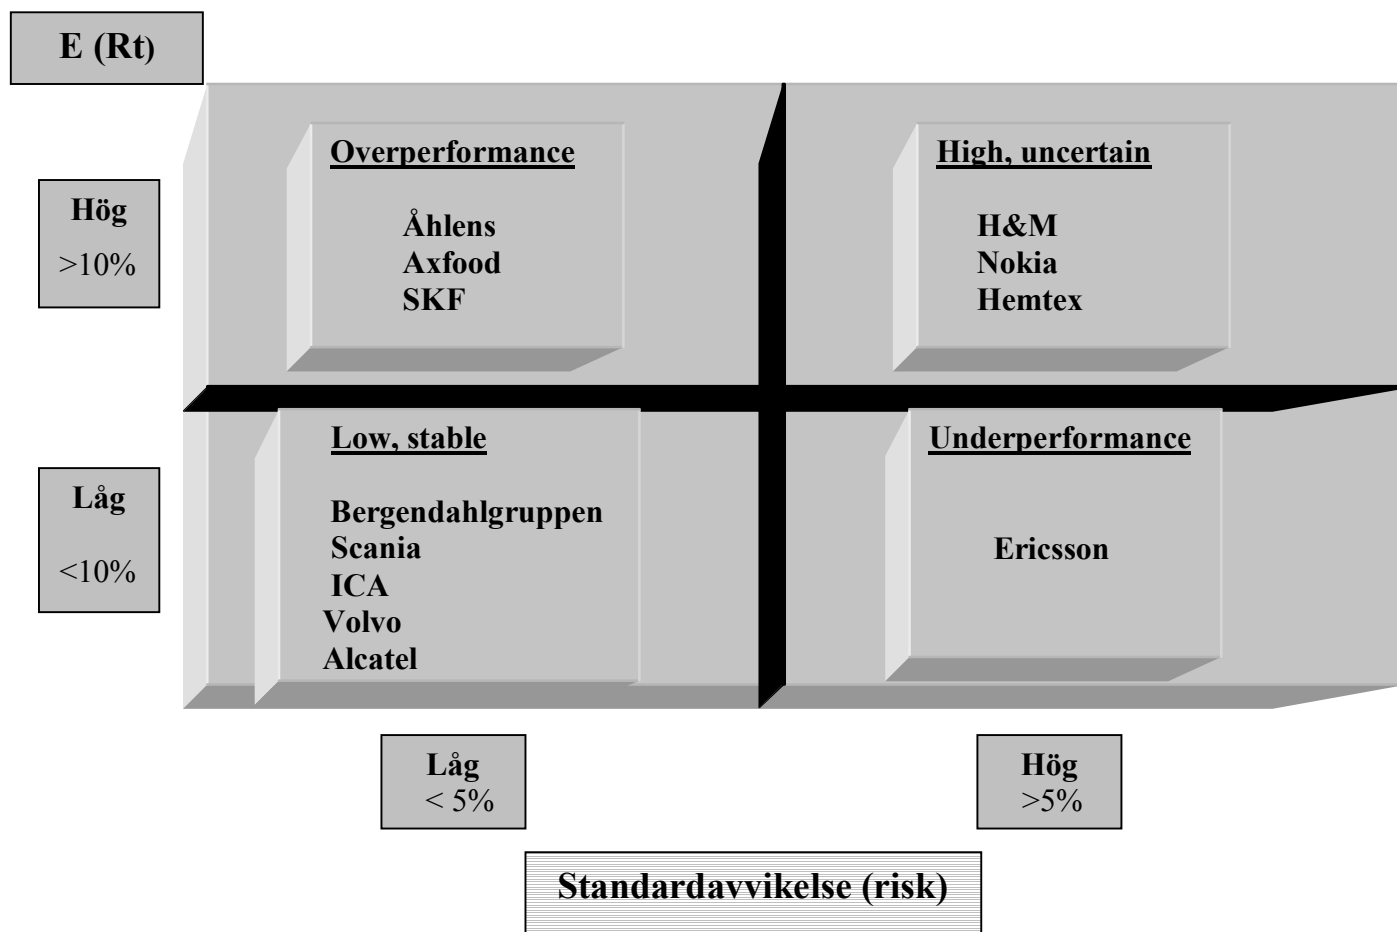 E (Rt)
Hög
>10%
Overperformance
Åhlens
Axfood
SKF
High, uncertain
H&M
Nokia
Hemtex
Låg
<10%
Low, stable
Bergendahlgruppen
Scania
ICA
Volvo
Alcatel
Underperformance
Ericsson
Låg
< 5%
Hög
>5%
Standardavvikelse (risk)